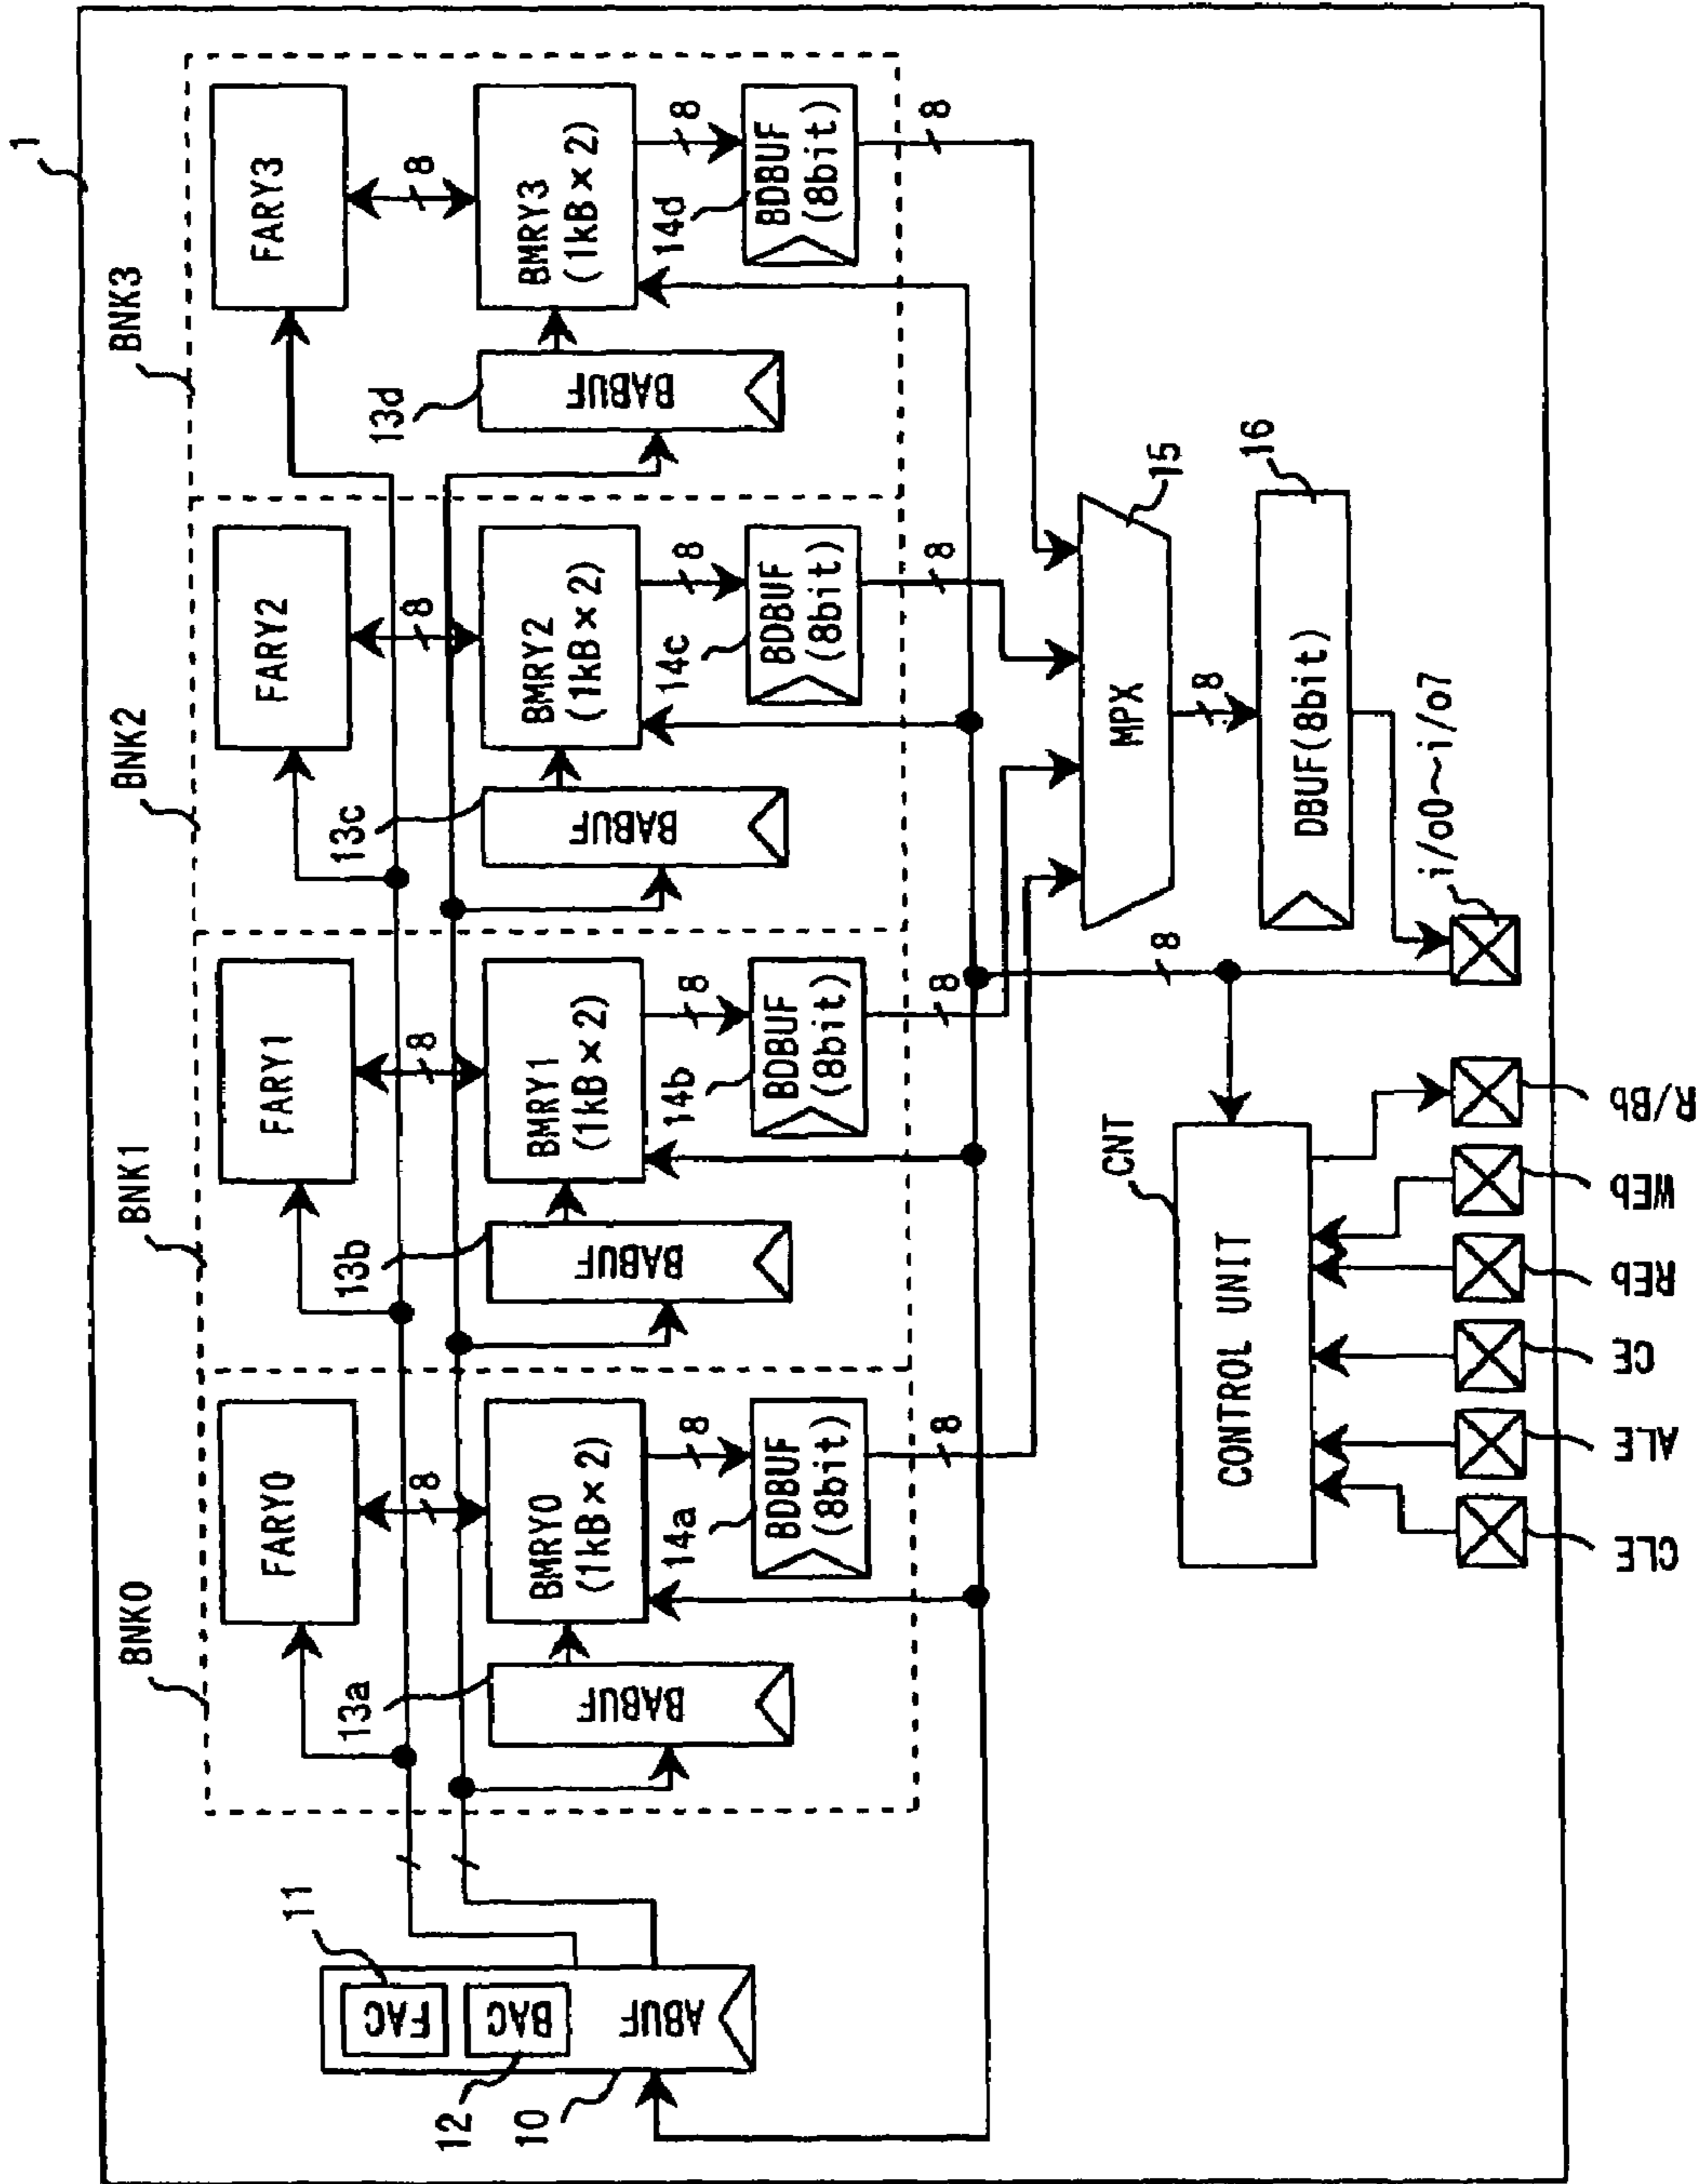 1
BNK0
BNK1
BNK2
BNK3
FARY0
FARY1
FARY2
FARY3
11
FAC
BAC
ABUF
12
10
8
8
8
8
13a
13b
13c
13d
BABUF
BABUF
BABUF
BABUF
BMRY0
(1kB×2)
BMRY1
(1kB×2)
BMRY2
(1kB×2)
BMRY3
(1kB×2)
8
8
8
8
14a
14b
14c
14d
BDBUF
(8bit)
BDBUF
(8bit)
BDBUF
(8bit)
BDBUF
(8bit)
8
8
8
8
MPX
15
8
8
DBUF(8bit)
16
CNT
CONTROL UNIT
i/o0~i/o7
CLE
ALE
CE
REb
WEb
R/Bb